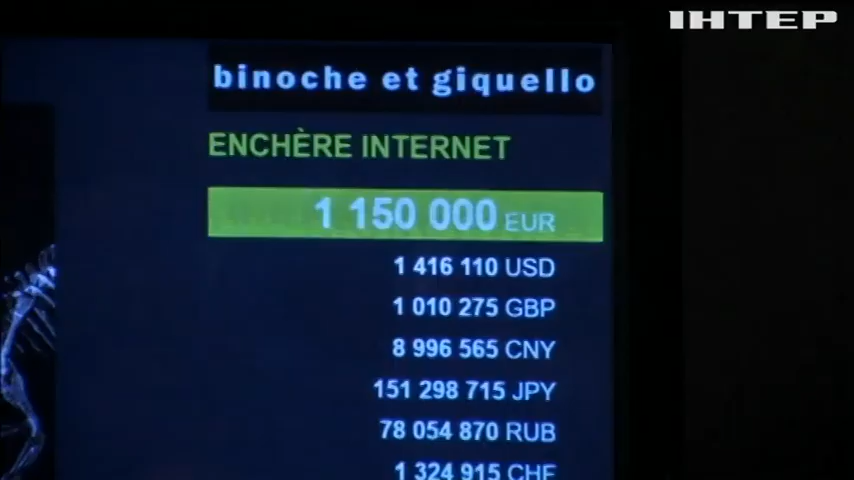 ІНТЕР
binoche et giquello
ENCHÈRE INTERNET
1 150 000 EUR
1 416 110 USD
1 010 275 GBP
8 996 565 CNY
151 298 715 JPY
78 054 870 RUB
1 324 915 CHF